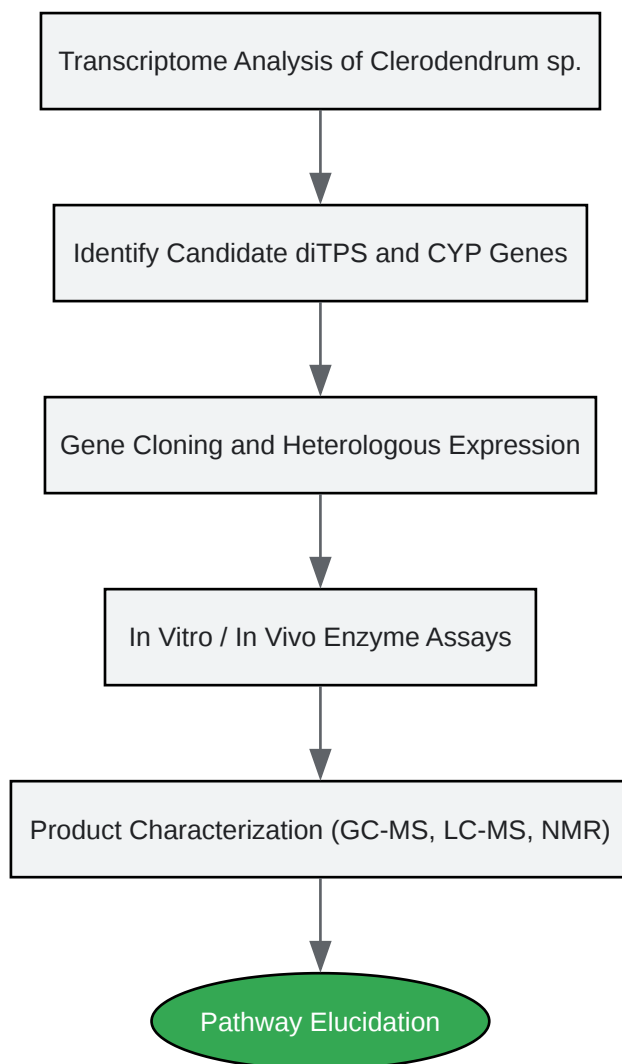 Transcriptome Analysis of Clerodendrum sp.
Identify Candidate diTPS and CYP Genes
Gene Cloning and Heterologous Expression
In Vitro / In Vivo Enzyme Assays
Product Characterization (GC-MS, LC-MS, NMR)
Pathway Elucidation